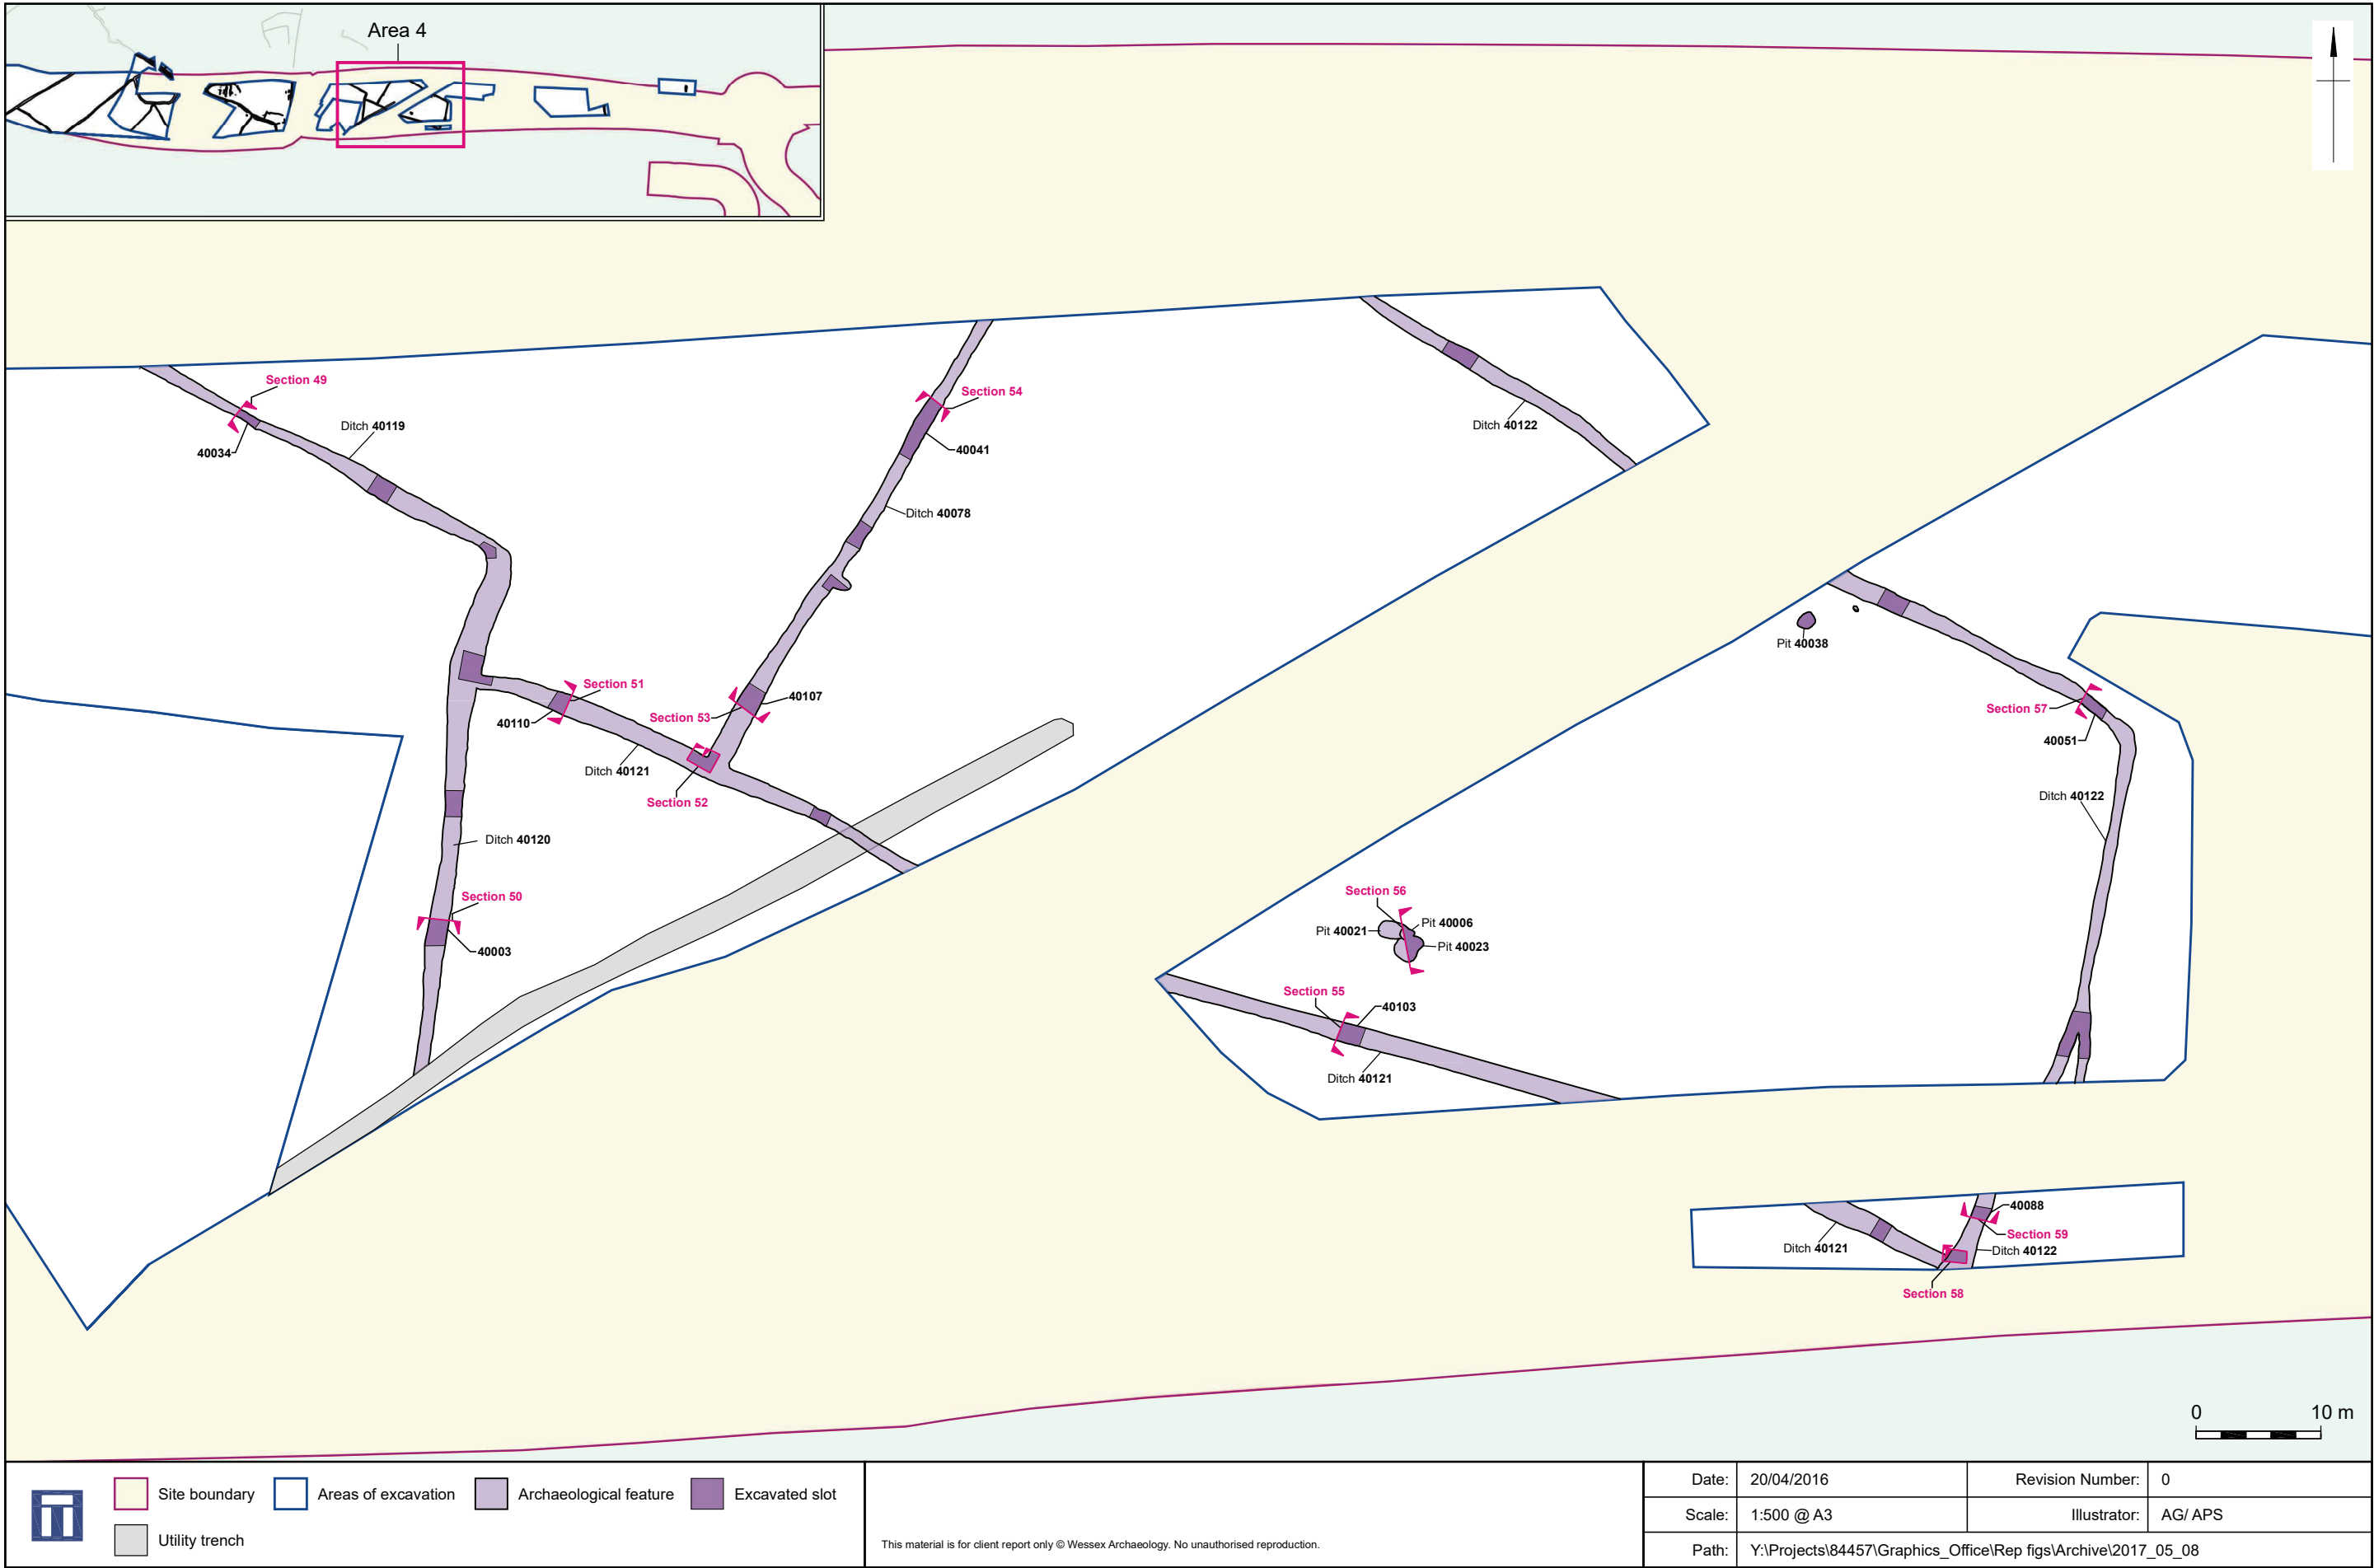 Area 4
Section 49
Ditch 40119
40034
Section 54
40041
Ditch 40078
Ditch 40122
Pit 40038
Section 51
40110
Section 53
40107
Ditch 40121
Section 52
Section 57
40051
Ditch 40122
Ditch 40120
Section 50
40003
Section 56
Pit 40021
Pit 40006
Pit 40023
Section 55
40103
Ditch 40121
40088
Section 59
Ditch 40121
Ditch 40122
Section 58
0 10 m
Site boundary
Areas of excavation
Archaeological feature
Excavated slot
Utility trench
This material is for client report only © Wessex Archaeology. No unauthorised reproduction.
Date: 20/04/2016 Revision Number: 0
Scale: 1:500 @ A3 Illustrator: AG/ APS
Path: Y:\Projects\84457\Graphics_Office\Rep figs\Archive\2017_05_08